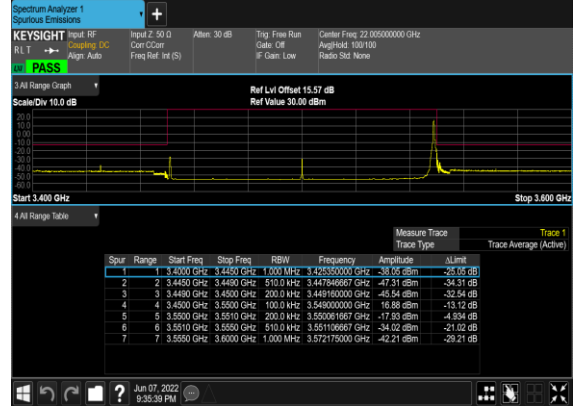 Spectrum Analyzer 1
Spurious Emissions
KEYSIGHT Input: RF Input Z: 50 Ω Atten: 30 dB Trig: Free Run Center Freq: 22.005000000 GHz
RLT Coupling: DC Corr CCorr Gate: Off Avg|Hold: 100/100
Align: Auto Freq Ref: Int (S) IF Gain: Low Radio Std: None
PASS
3 All Range Graph
Scale/Div 10.0 dB
Ref Lvl Offset 15.57 dB
Ref Value 30.00 dBm
20.0
10.0
0.00
-10.0
-20.0
-30.0
-40.0
-50.0
-60.0
Start 3.400 GHz Stop 3.600 GHz
4 All Range Table
Measure Trace Trace 1
Trace Type Trace Average (Active)
Spur Range Start Freq Stop Freq RBW Frequency Amplitude ΔLimit
1 1 3.4000 GHz 3.4450 GHz 1.000 MHz 3.425350000 GHz -38.05 dBm -25.05 dB
2 2 3.4450 GHz 3.4490 GHz 510.0 kHz 3.447846667 GHz -47.31 dBm -34.31 dB
3 3 3.4490 GHz 3.4500 GHz 200.0 kHz 3.449160000 GHz -45.54 dBm -32.54 dB
4 4 3.4500 GHz 3.5500 GHz 100.0 kHz 3.549000000 GHz 16.88 dBm -13.12 dB
5 5 3.5500 GHz 3.5510 GHz 200.0 kHz 3.550061667 GHz -17.93 dBm -4.934 dB
6 6 3.5510 GHz 3.5550 GHz 510.0 kHz 3.551106667 GHz -34.02 dBm -21.02 dB
7 7 3.5550 GHz 3.6000 GHz 1.000 MHz 3.572175000 GHz -42.21 dBm -29.21 dB
Jun 07, 2022
9:35:39 PM